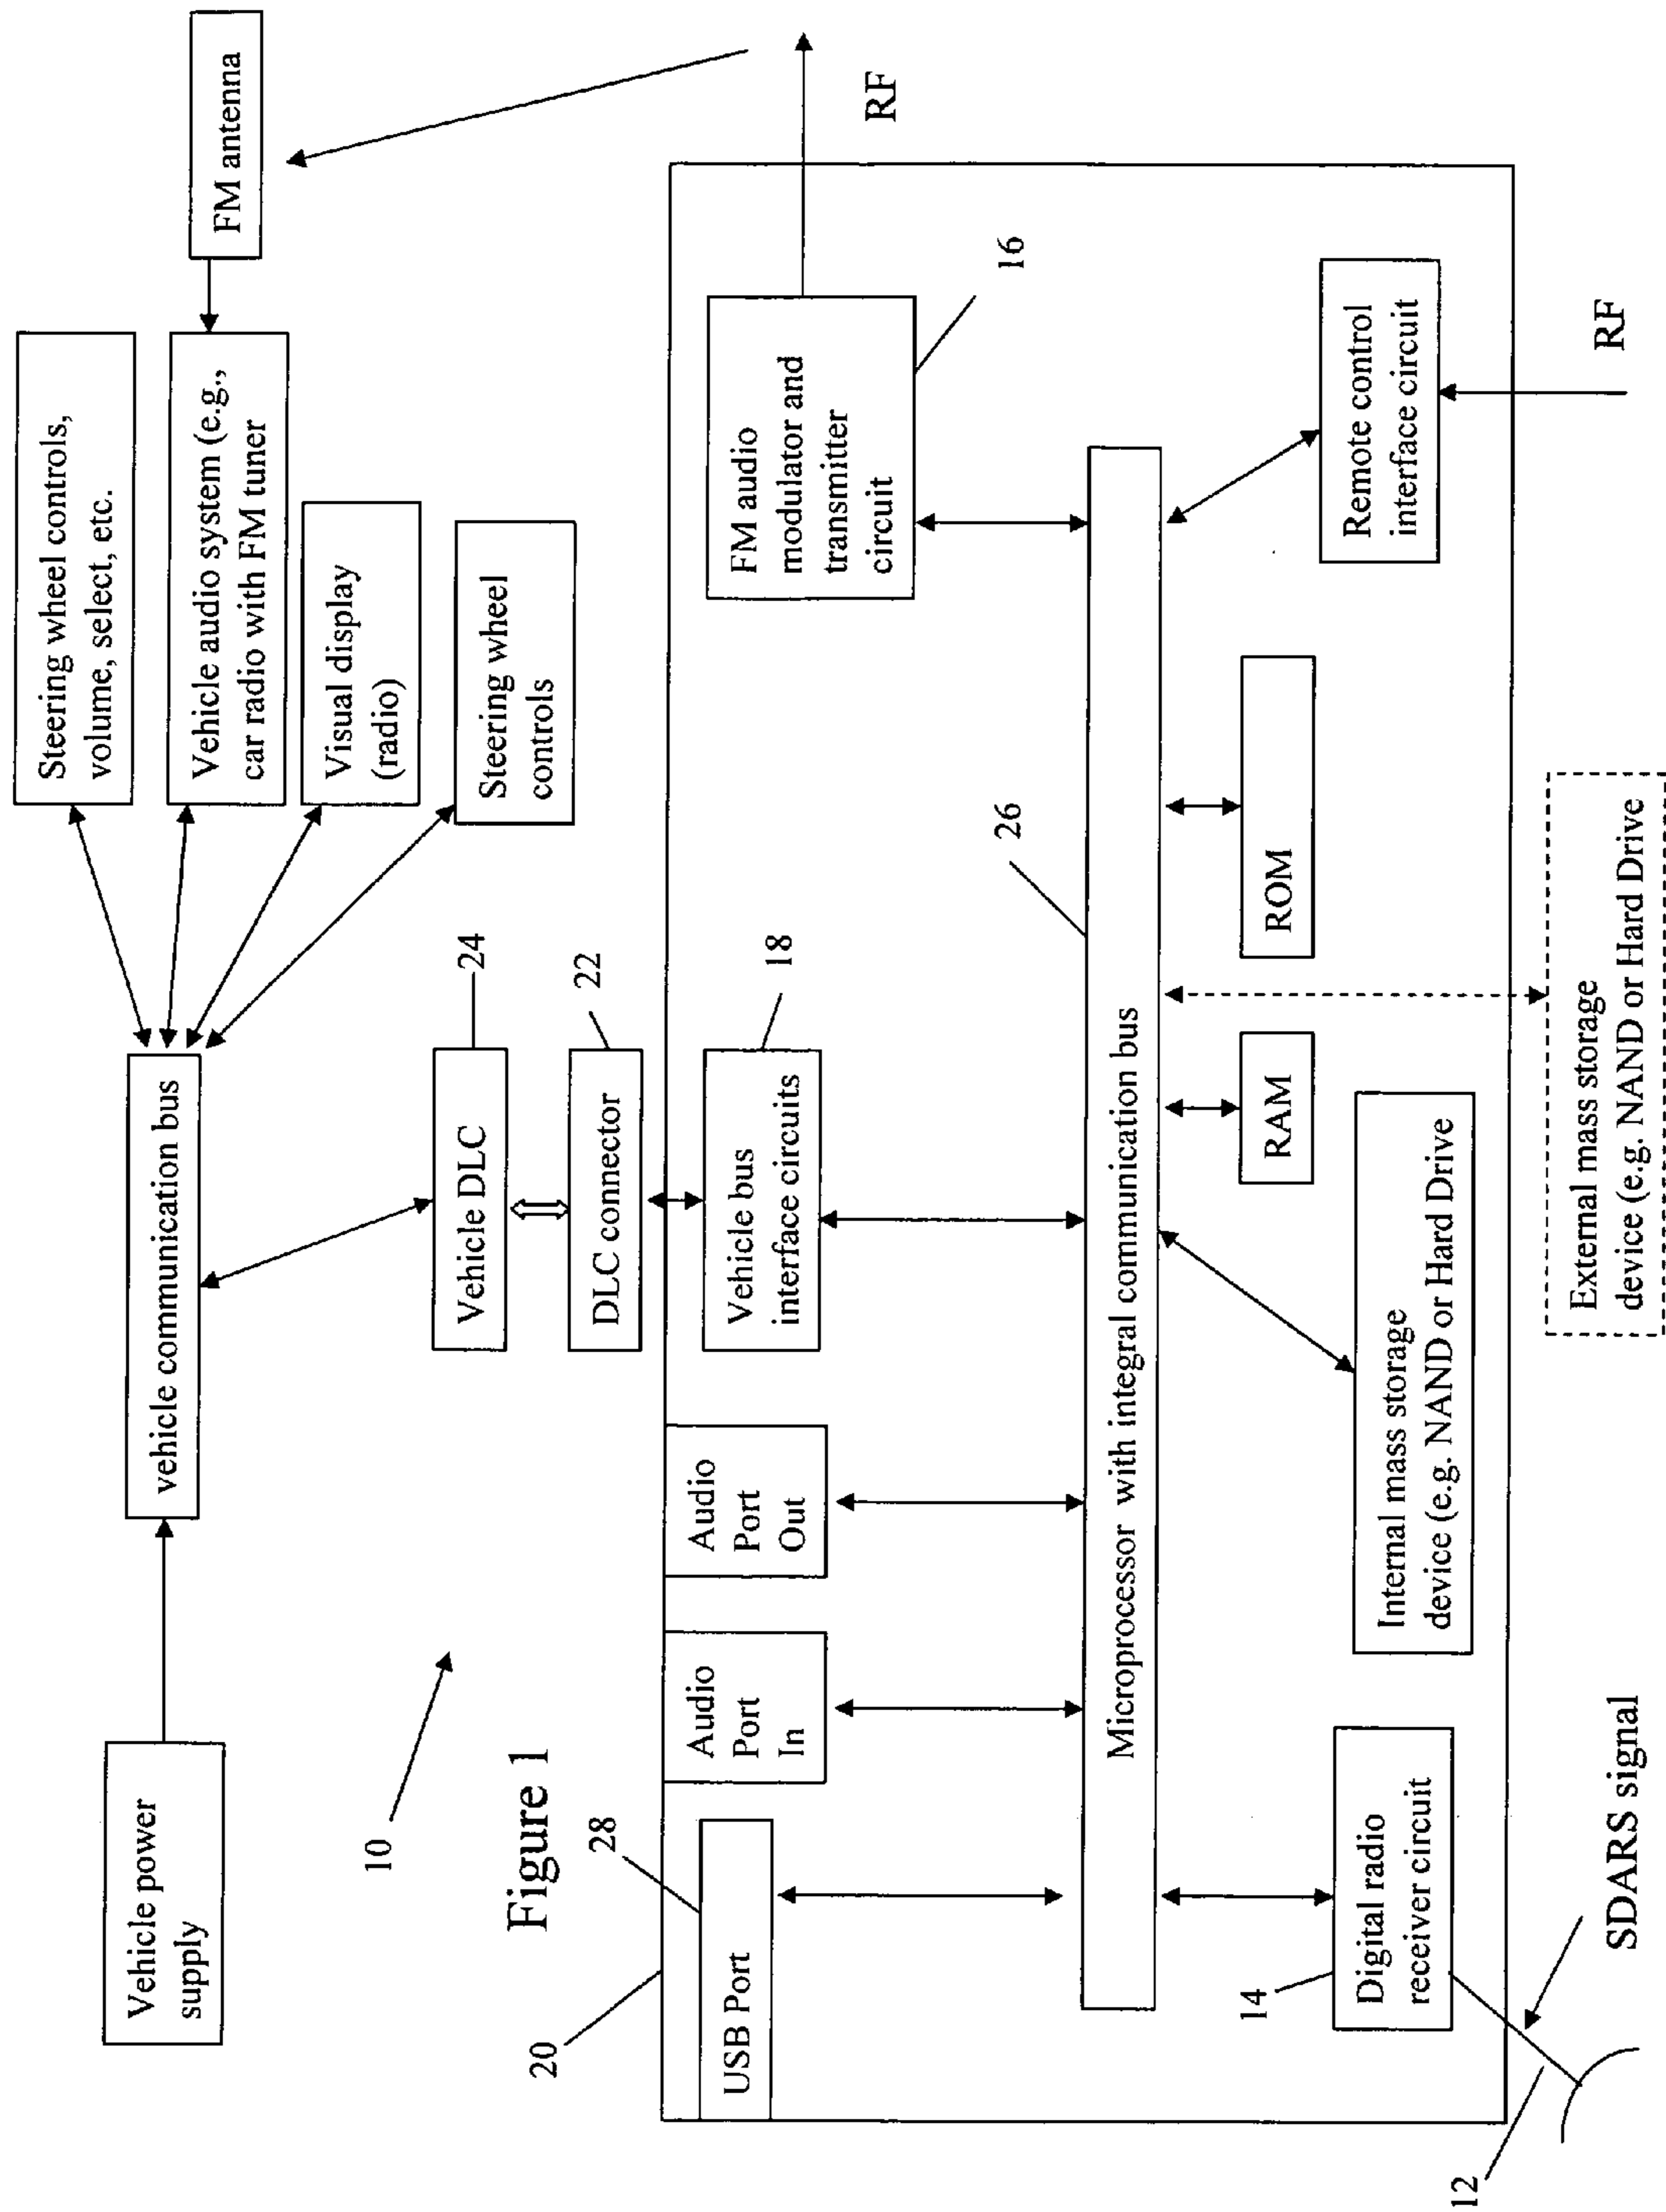 Vehicle power
supply
vehicle communication bus
Steering wheel controls,
volume, select, etc.
Vehicle audio system (e.g.,
car radio with FM tuner
FM antenna
Visual display
(radio)
Steering wheel
controls
10
Figure 1
Vehicle DLC
24
DLC connector
22
20
28
USB Port
Audio
Port
In
Audio
Port
Out
Vehicle bus
interface circuits
18
FM audio
modulator and
transmitter
circuit
16
RF
26
Microprocessor with integral communication bus
14
Digital radio
receiver circuit
Internal mass storage
device (e.g. NAND or Hard Drive
RAM
ROM
Remote control
interface circuit
RF
12
SDARS signal
External mass storage
device (e.g. NAND or Hard Drive